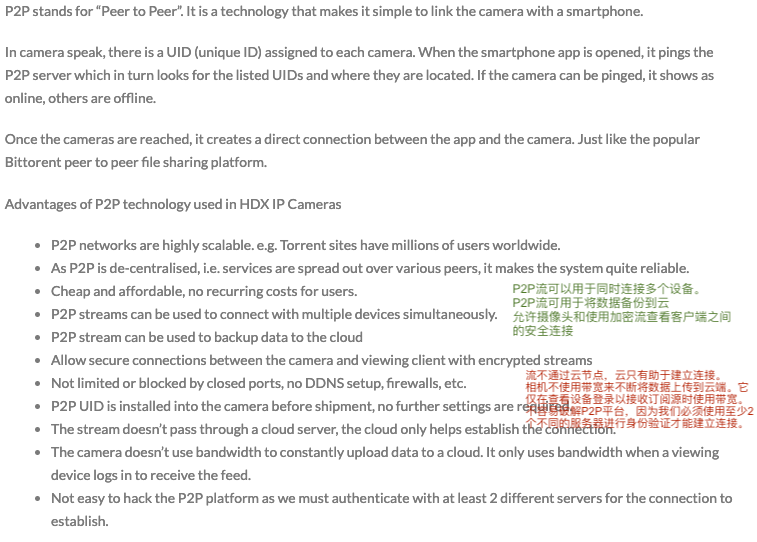 P2P stands for “Peer to Peer”. It is a technology that makes it simple to link the camera with a smartphone.
In camera speak, there is a UID (unique ID) assigned to each camera. When the smartphone app is opened, it pings the
P2P server which in turn looks for the listed UIDs and where they are located. If the camera can be pinged, it shows as
online, others are offline.
Once the cameras are reached, it creates a direct connection between the app and the camera. Just like the popular
Bittorent peer to peer file sharing platform.
Advantages of P2P technology used in HDX IP Cameras
• P2P networks are highly scalable. e.g. Torrent sites have millions of users worldwide.
• As P2P is de-centralised, i.e. services are spread out over various peers, it makes the system quite reliable.
• Cheap and affordable, no recurring costs for users.
• P2P streams can be used to connect with multiple devices simultaneously.
• P2P stream can be used to backup data to the cloud
• Allow secure connections between the camera and viewing client with encrypted streams
• Not limited or blocked by closed ports, no DDNS setup, firewalls, etc.
• P2P UID is installed into the camera before shipment, no further settings are required.
• The stream doesn’t pass through a cloud server, the cloud only helps establish the connection.
• The camera doesn’t use bandwidth to constantly upload data to a cloud. It only uses bandwidth when a viewing
device logs in to receive the feed.
• Not easy to hack the P2P platform as we must authenticate with at least 2 different servers for the connection to
establish.
P2P流可以用于同时连接多个设备。
P2P流可用于将数据备份到云
允许摄像头和使用加密流查看客户端之间
的安全连接
流不通过云节点，云只有助于建立连接。
相机不使用带宽来不断将数据上传到云端。它
仅在查看设备登录以接收订阅源时使用带宽。
破解P2P平台，因为我们必须使用至少2
个不同的服务器进行身份验证才能建立连接。